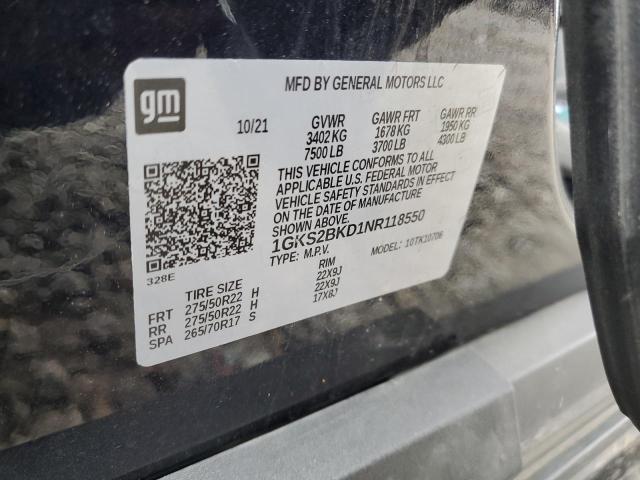 gm
MFD BY GENERAL MOTORS LLC
10/21 GVWR GAWR FRT GAWR RR
3402 KG 1678 KG 1950 KG
7500 LB 3700 LB 4300 LB
THIS VEHICLE CONFORMS TO ALL
APPLICABLE U.S. FEDERAL MOTOR
VEHICLE SAFETY STANDARDS IN EFFECT
ON THE DATE OF MANUFACTURE
SHOWN ABOVE.
1GKS2BKD1NR118550
TYPE: M.P.V. MODEL: 10TK10706
328E
TIRE SIZE RIM
FRT 275/50R22 H 22X9J
RR 275/50R22 H 22X9J
SPA 265/70R17 S 17X8J